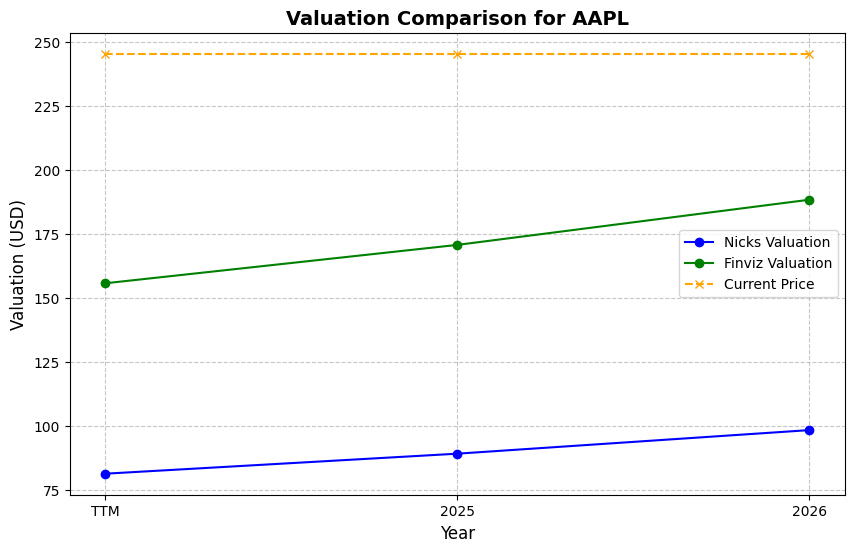 Valuation Comparison for AAPL
Valuation (USD)
250
225
200
175
150
125
100
75
Nicks Valuation
Finviz Valuation
Current Price
TTM 2025 2026
Year